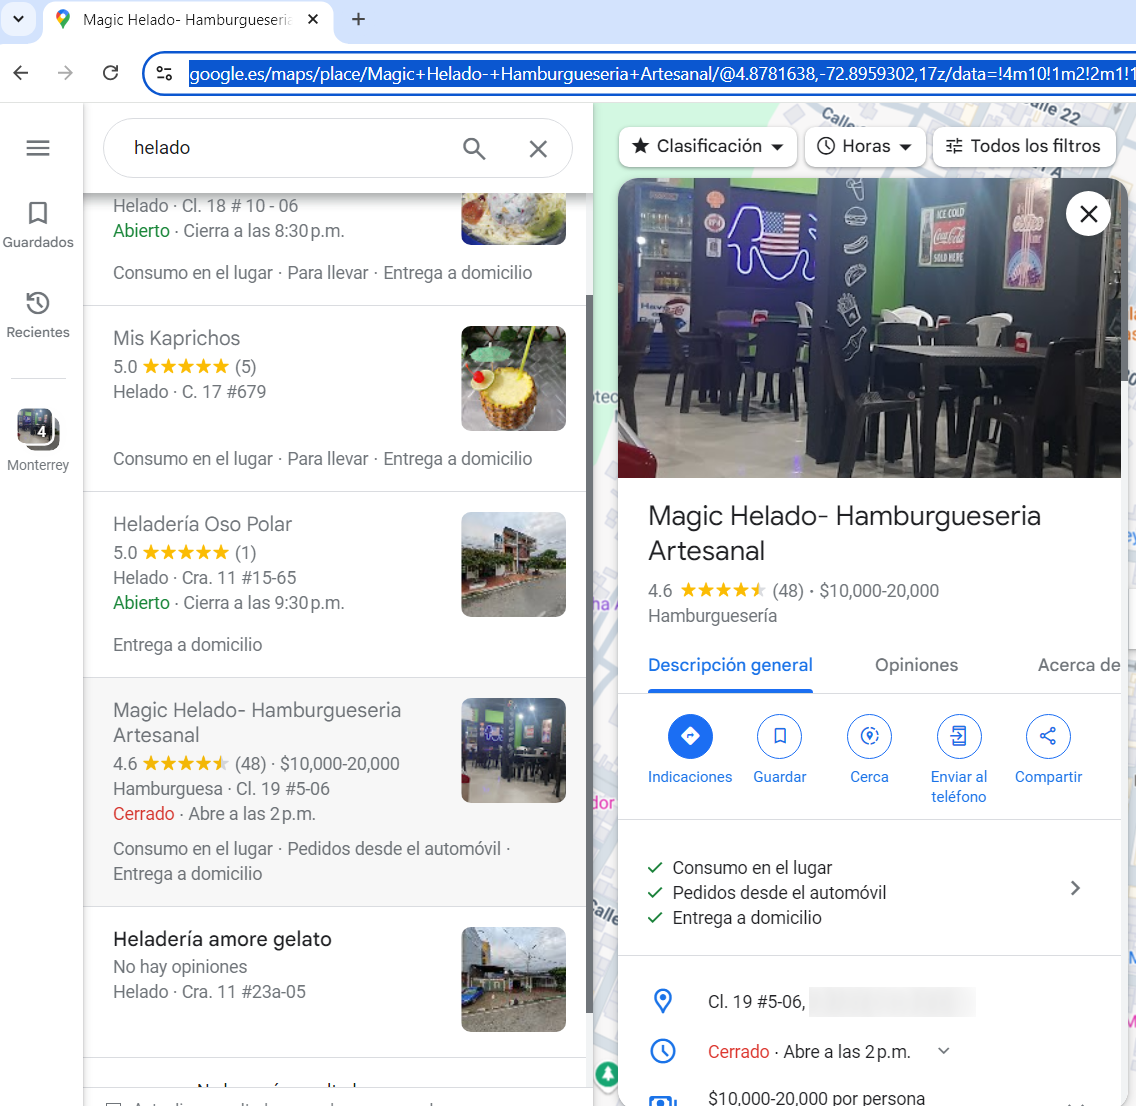 Magic Helado- Hamburgueseria
google.es/maps/place/Magic+Helado-+Hamburgueseria+Artesanal/@4.8781638,-72.8959302,17z/data=!4m10!1m2!2m1!1
helado
Guardados
Recientes
4
Monterrey
Helado · Cl. 18 # 10 - 06
Abierto · Cierra a las 8:30 p.m.
Consumo en el lugar · Para llevar · Entrega a domicilio
Mis Kaprichos
5.0 ★★★★★ (5)
Helado · C. 17 #679
Consumo en el lugar · Para llevar · Entrega a domicilio
Heladería Oso Polar
5.0 ★★★★★ (1)
Helado · Cra. 11 #15-65
Abierto · Cierra a las 9:30 p.m.
Entrega a domicilio
Magic Helado- Hamburgueseria
Artesanal
4.6 (48) · $10,000-20,000
Hamburguesa · Cl. 19 #5-06
Cerrado · Abre a las 2 p.m.
Consumo en el lugar · Pedidos desde el automóvil ·
Entrega a domicilio
Heladería amore gelato
No hay opiniones
Helado · Cra. 11 #23a-05
Calle 22
Clasificación
Horas
Todos los filtros
ICE COLD
Coca-Cola
SOLD HERE
Magic Helado- Hamburgueseria
Artesanal
4.6 (48) · $10,000-20,000
Hamburguesería
Descripción general
Opiniones
Acerca de
Indicaciones
Guardar
Cerca
Enviar al
teléfono
Compartir
Consumo en el lugar
Pedidos desde el automóvil
Entrega a domicilio
Cl. 19 #5-06,
Cerrado · Abre a las 2 p.m.
$10,000-20,000 por persona